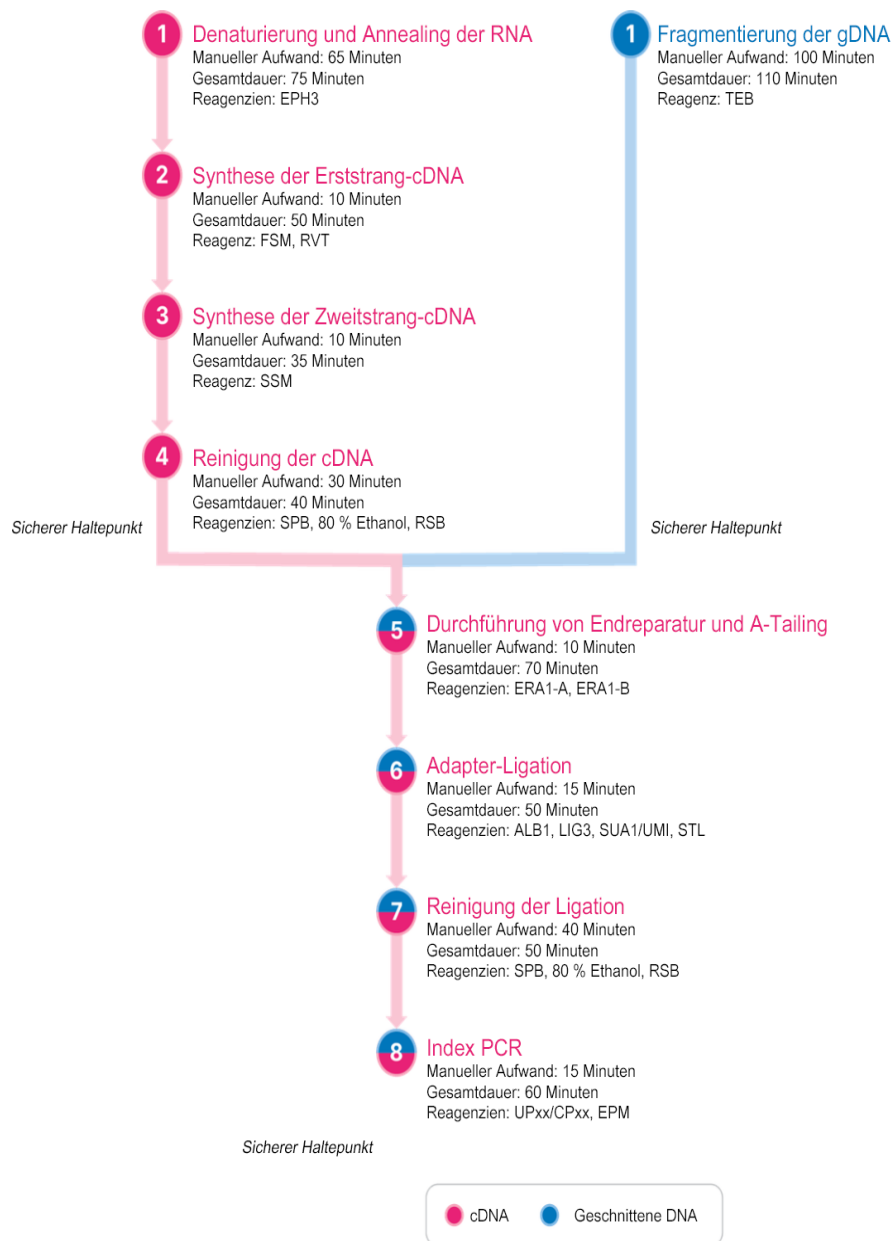 1
Denaturierung und Annealing der RNA
Manueller Aufwand: 65 Minuten
Gesamtdauer: 75 Minuten
Reagenzien: EPH3
1
Fragmentierung der gDNA
Manueller Aufwand: 100 Minuten
Gesamtdauer: 110 Minuten
Reagenz: TEB
2
Synthese der Erststrang-cDNA
Manueller Aufwand: 10 Minuten
Gesamtdauer: 50 Minuten
Reagenz: FSM, RVT
3
Synthese der Zweitstrang-cDNA
Manueller Aufwand: 10 Minuten
Gesamtdauer: 35 Minuten
Reagenz: SSM
4
Reinigung der cDNA
Manueller Aufwand: 30 Minuten
Gesamtdauer: 40 Minuten
Reagenzien: SPB, 80 % Ethanol, RSB
Sicherer Haltepunkt
Sicherer Haltepunkt
5
Durchführung von Endreparatur und A-Tailing
Manueller Aufwand: 10 Minuten
Gesamtdauer: 70 Minuten
Reagenzien: ERA1-A, ERA1-B
6
Adapter-Ligation
Manueller Aufwand: 15 Minuten
Gesamtdauer: 50 Minuten
Reagenzien: ALB1, LIG3, SUA1/UMI, STL
7
Reinigung der Ligation
Manueller Aufwand: 40 Minuten
Gesamtdauer: 50 Minuten
Reagenzien: SPB, 80 % Ethanol, RSB
8
Index PCR
Manueller Aufwand: 15 Minuten
Gesamtdauer: 60 Minuten
Reagenzien: UPxx/CPxx, EPM
Sicherer Haltepunkt
cDNA
Geschnittene DNA